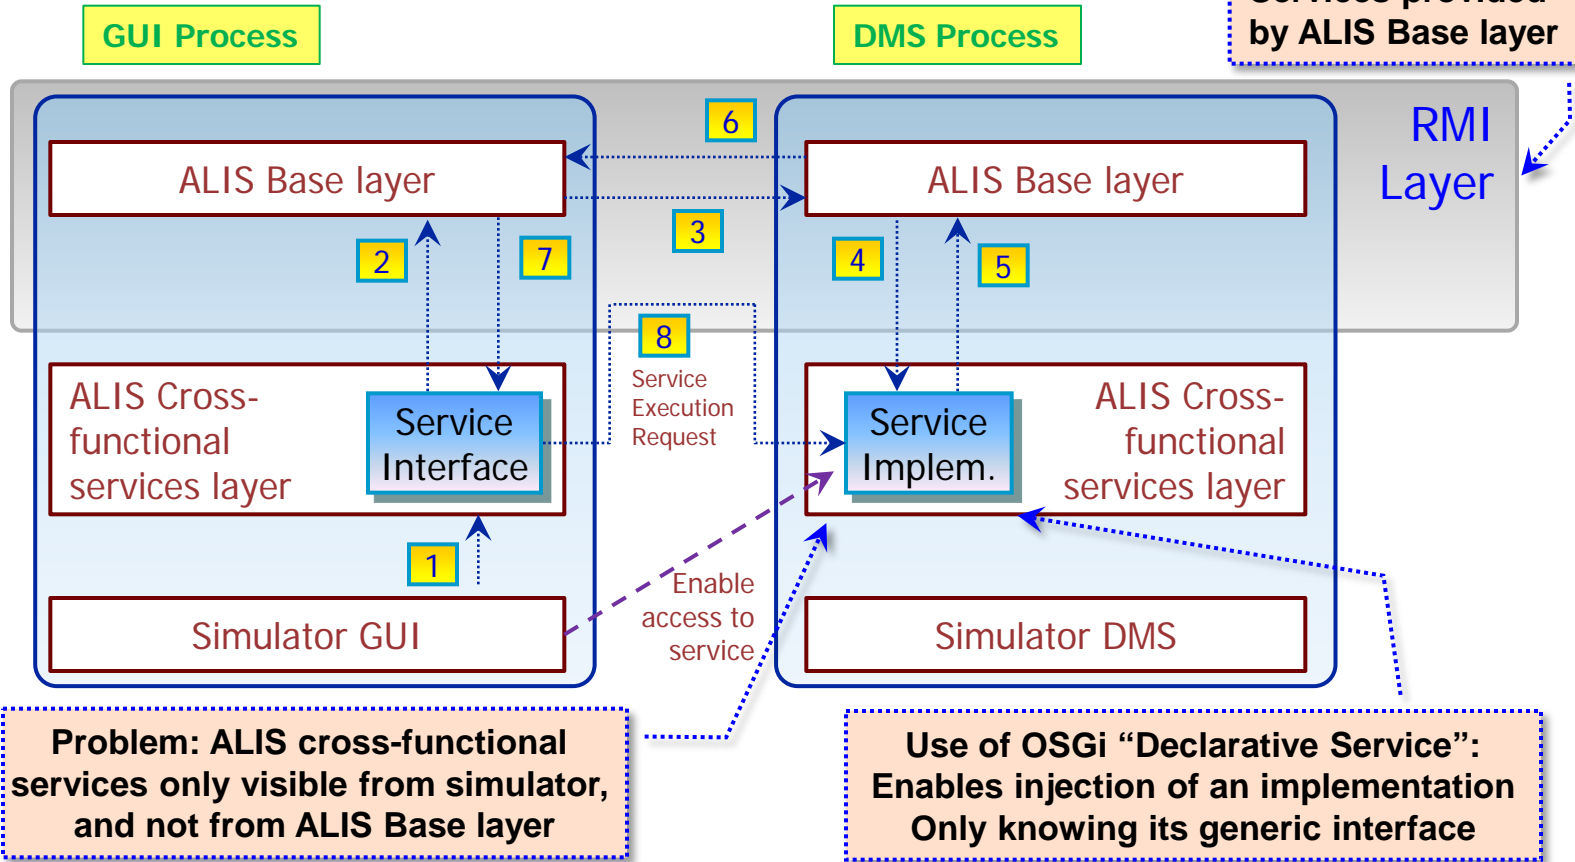 Services provided
by ALIS Base layer
GUI Process
DMS Process
RMI
Layer
6
ALIS Base layer
ALIS Base layer
3
2
7
4
5
8
Service
Execution
Request
ALIS Cross-
functional
services layer
Service
Interface
Service
Implem.
ALIS Cross-
functional
services layer
1
Enable
access to
service
Simulator GUI
Simulator DMS
Problem: ALIS cross-functional
services only visible from simulator,
and not from ALIS Base layer
Use of OSGi “Declarative Service”:
Enables injection of an implementation
Only knowing its generic interface